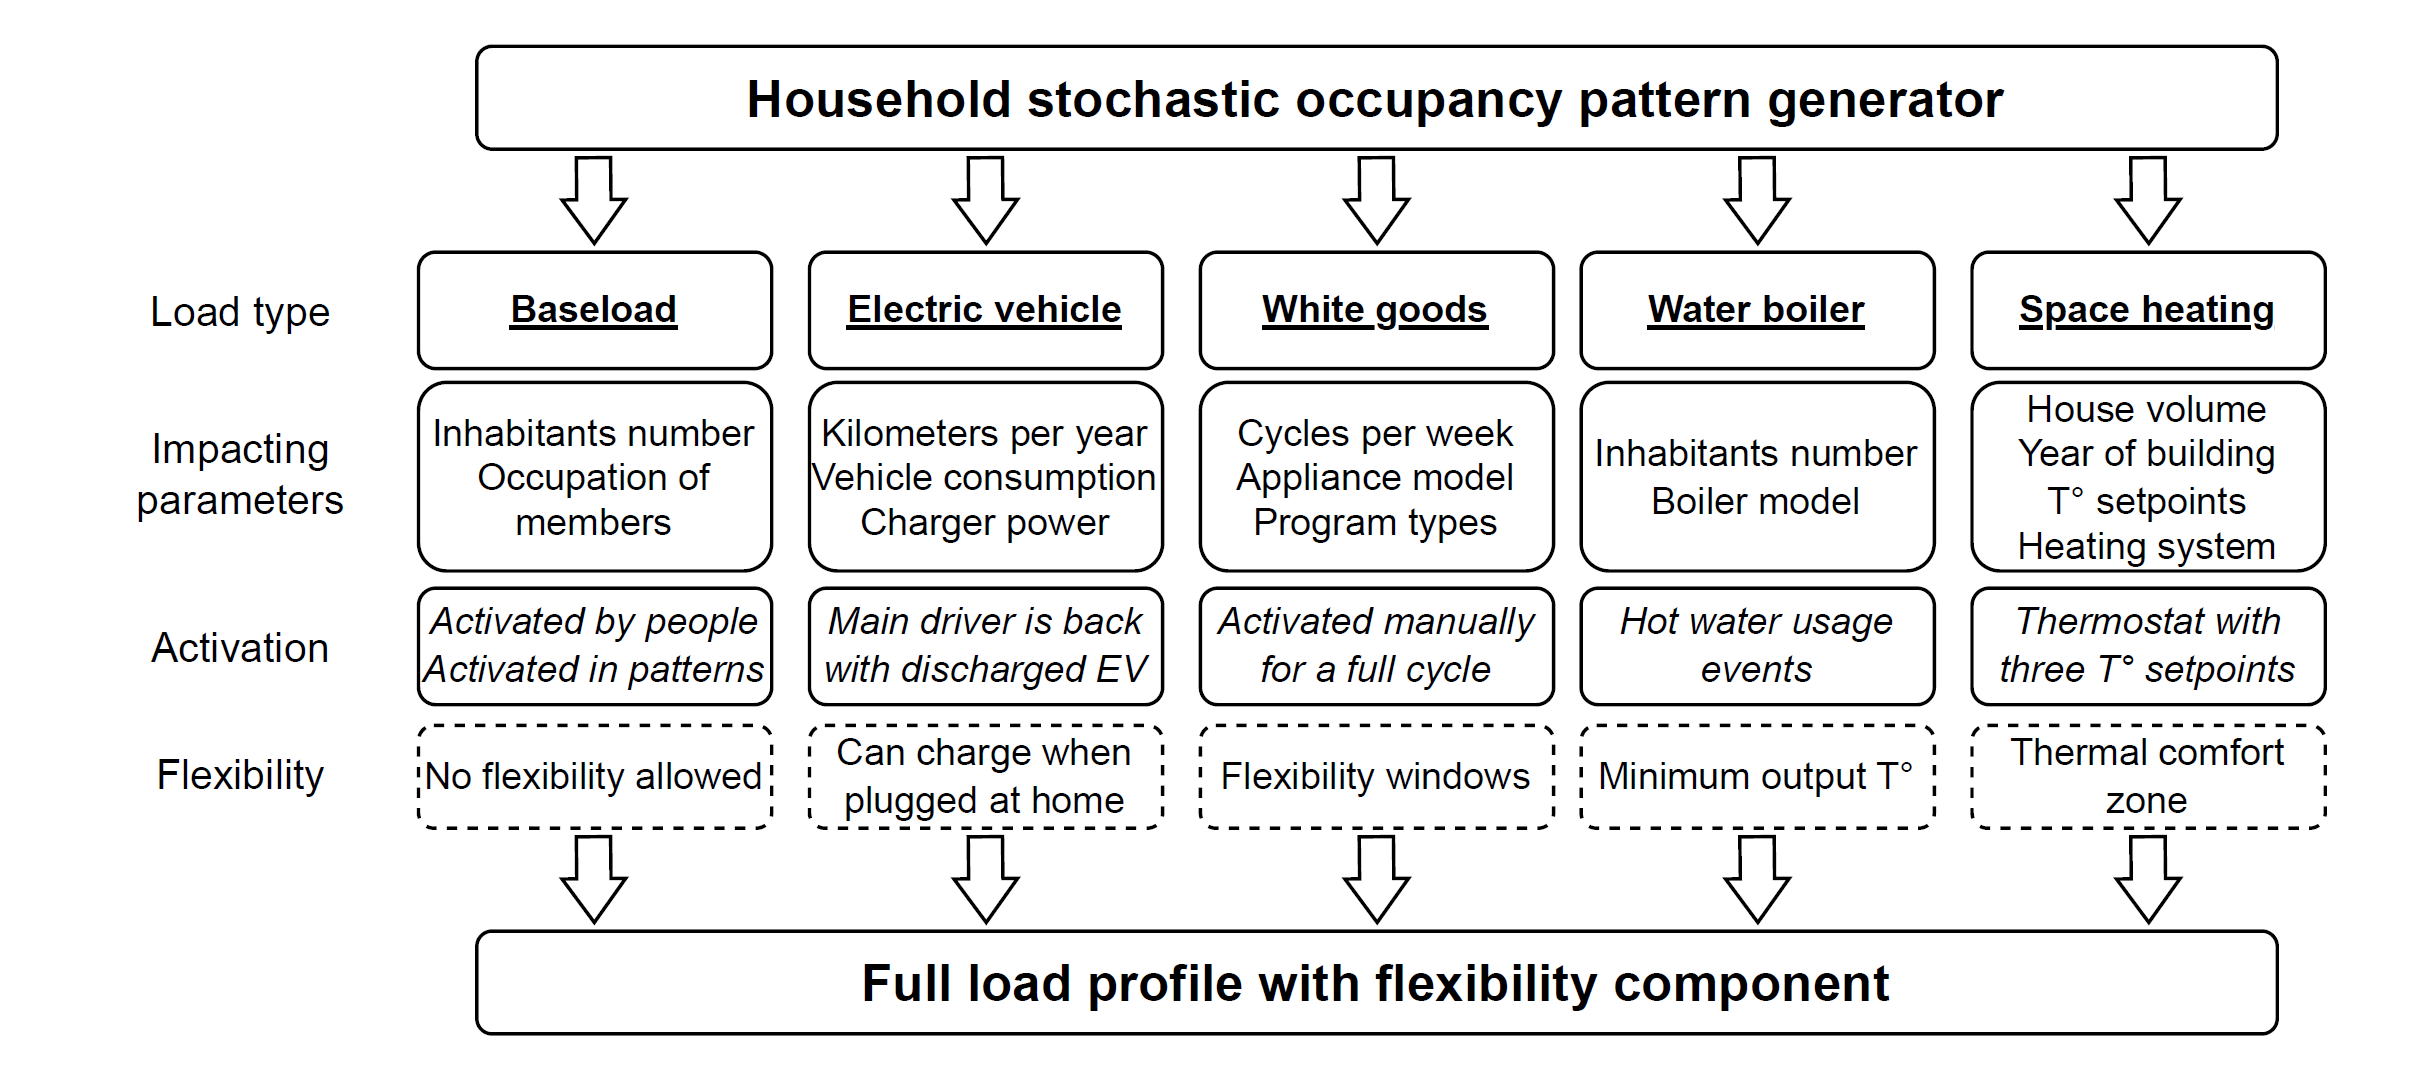 Household stochastic occupancy pattern generator
Load type
Baseload
Electric vehicle
White goods
Water boiler
Space heating
Impacting
parameters
Inhabitants number
Occupation of
members
Kilometers per year
Vehicle consumption
Charger power
Cycles per week
Appliance model
Program types
Inhabitants number
Boiler model
House volume
Year of building
T° setpoints
Heating system
Activation
Activated by people
Activated in patterns
Main driver is back
with discharged EV
Activated manually
for a full cycle
Hot water usage
events
Thermostat with
three T° setpoints
Flexibility
No flexibility allowed
Can charge when
plugged at home
Flexibility windows
Minimum output T°
Thermal comfort
zone
Full load profile with flexibility component